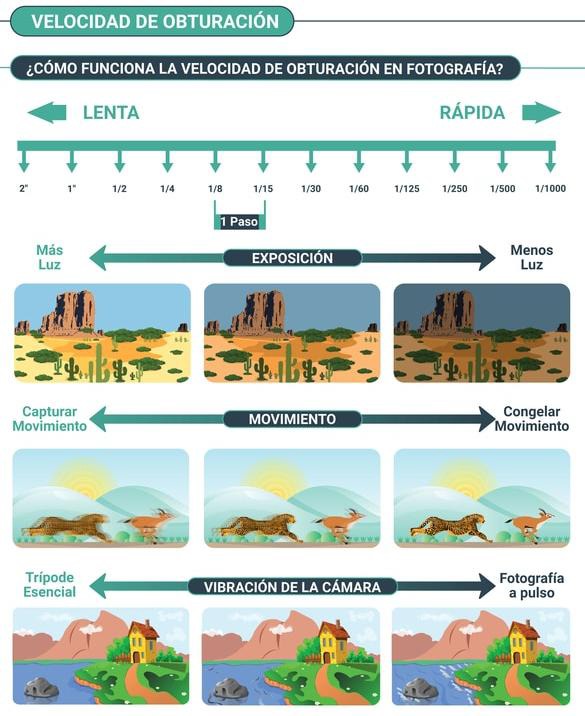 VELOCIDAD DE OBTURACIÓN
¿CÓMO FUNCIONA LA VELOCIDAD DE OBTURACIÓN EN FOTOGRAFÍA?
LENTA
RÁPIDA
2" 1" 1/2 1/4 1/8 1/15 1/30 1/60 1/125 1/250 1/500 1/1000
1 Paso
Más
Luz
EXPOSICIÓN
Menos
Luz
Capturar
Movimiento
MOVIMIENTO
Congelar
Movimiento
Trípode
Esencial
VIBRACIÓN DE LA CÁMARA
Fotografía
a pulso